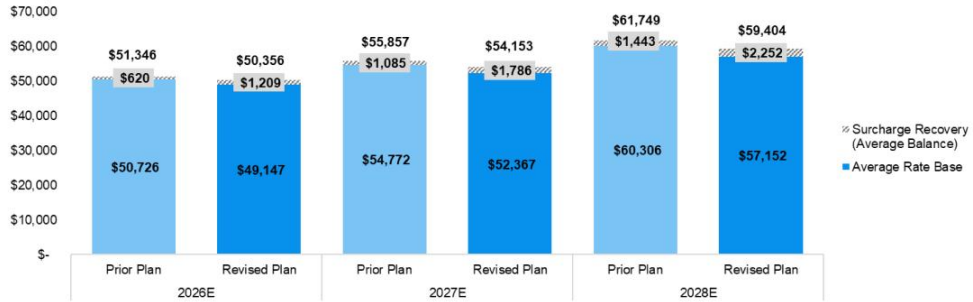 $70,000
$60,000
$50,000
$40,000
$30,000
$20,000
$10,000
$-
$51,346
$620
$50,726
$50,356
$1,209
$49,147
$55,857
$1,085
$54,772
$54,153
$1,786
$52,367
$61,749
$1,443
$60,306
$59,404
$2,252
$57,152
Surcharge Recovery
(Average Balance)
Average Rate Base
Prior Plan
Revised Plan
Prior Plan
Revised Plan
Prior Plan
Revised Plan
2026E
2027E
2028E